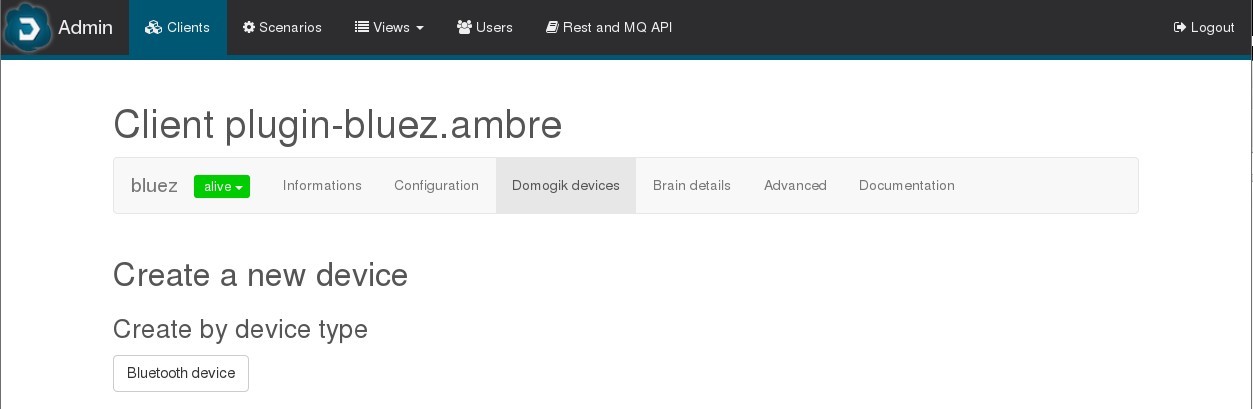 Admin Clients Scenarios Views Users Rest and MQ API Logout
Client plugin-bluez.ambre
bluez alive Informations Configuration Domogik devices Brain details Advanced Documentation
Create a new device
Create by device type
Bluetooth device